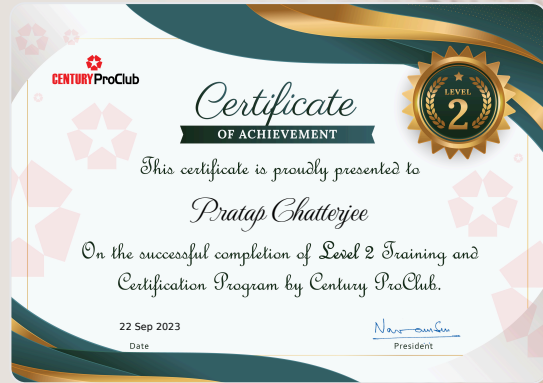 CENTURY ProClub
Certificate
OF ACHIEVEMENT
LEVEL
2
This certificate is proudly presented to
Pratap Chatterjee
On the successful completion of Level 2 Training and
Certification Program by Century ProClub.
22 Sep 2023
Date
President